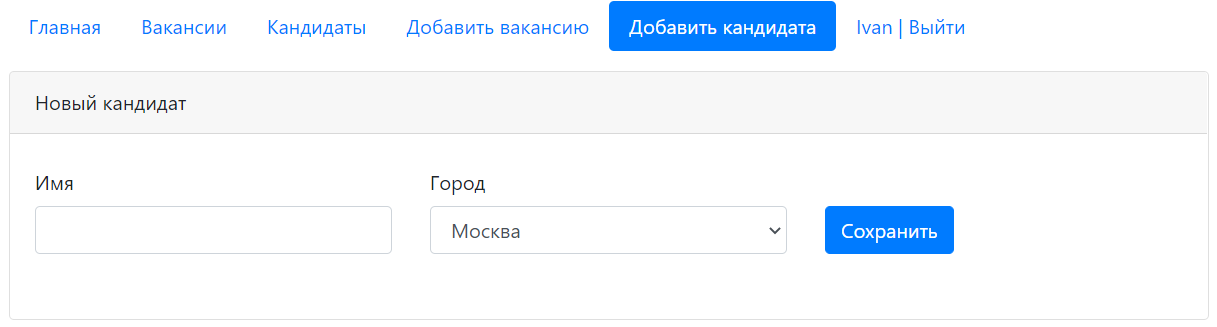 Главная Вакансии Кандидаты Добавить вакансию Добавить кандидата Ivan | Выйти
Новый кандидат
Имя Город
Москва Сохранить